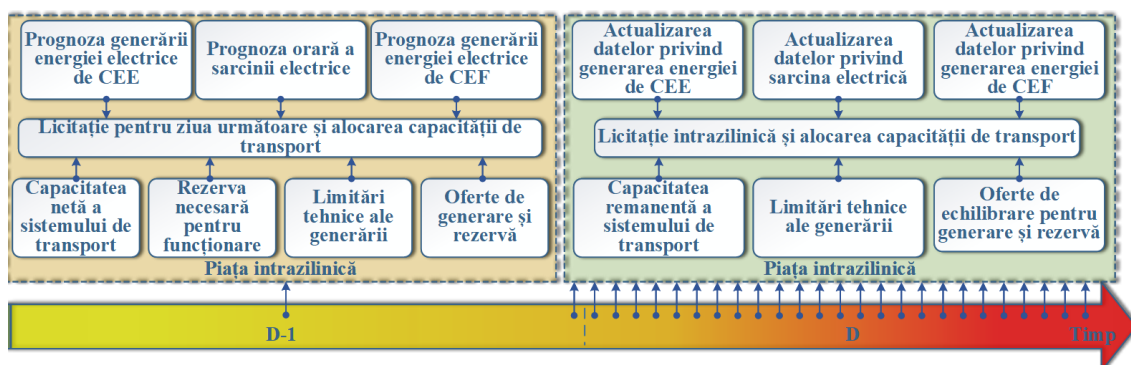 Prognoza generării
energiei electrice
de CEE
Prognoza orară a
sarcinii electrice
Prognoza generării
energiei electrice
de CEF
Licitație pentru ziua următoare și alocarea capacității de
transport
Capacitatea
netă a
sistemului de
transport
Rezerva
necesară
pentru
funcționare
Limitări
tehnice ale
generării
Oferte de
generare și
rezervă
Piața intrazilinică
Actualizarea
datelor privind
generarea energiei
de CEE
Actualizarea
datelor privind
sarcina electrică
Actualizarea
datelor privind
generarea energiei
de CEF
Licitație intrazilinică și alocarea capacității de transport
Capacitatea
remanentă a
sistemului de
transport
Limitări tehnice
ale generării
Oferte de
echilibrare pentru
generare și rezervă
Piața intrazilinică
D-1
D
Timp